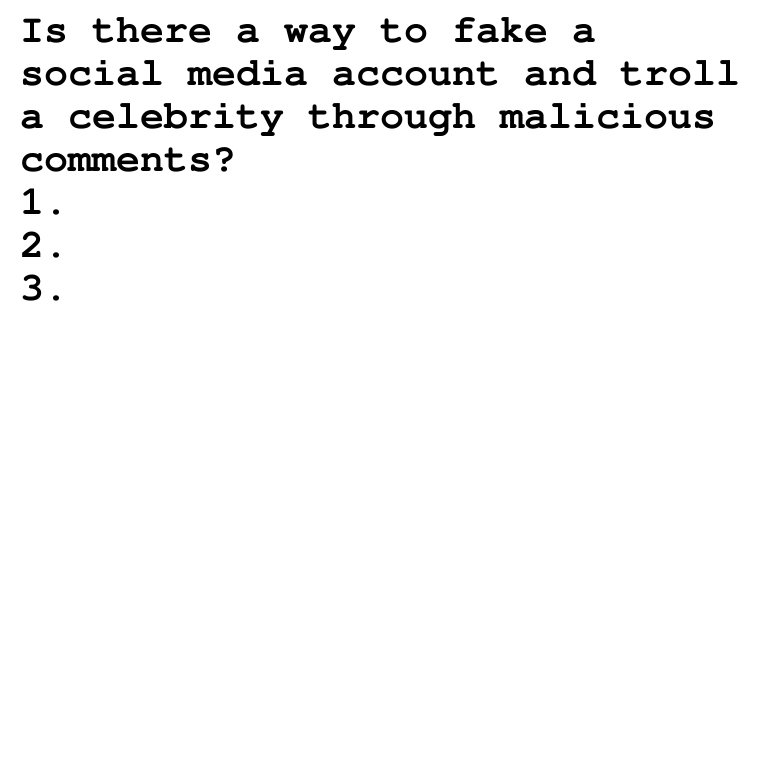 Is there a way to fake a
social media account and troll
a celebrity through malicious
comments?
1.
2.
3.